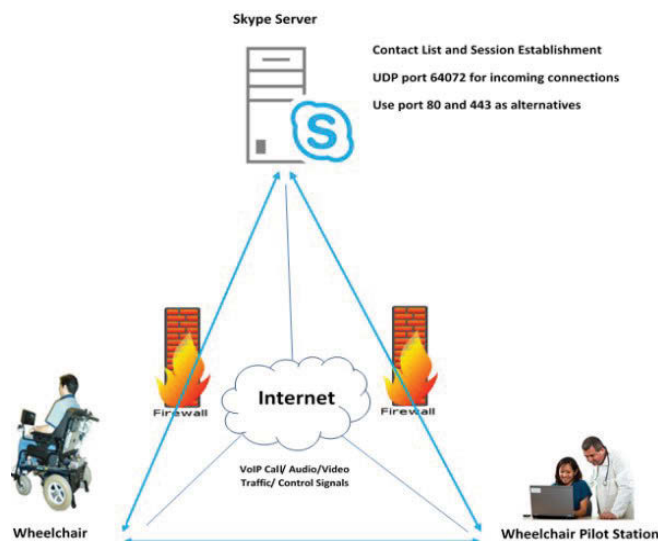 Skype Server
Contact List and Session Establishment
UDP port 64072 for incoming connections
Use port 80 and 443 as alternatives
S
Firewall
Firewall
Internet
VoIP Call/ Audio/Video
Traffic/ Control Signals
Wheelchair
Wheelchair Pilot Station